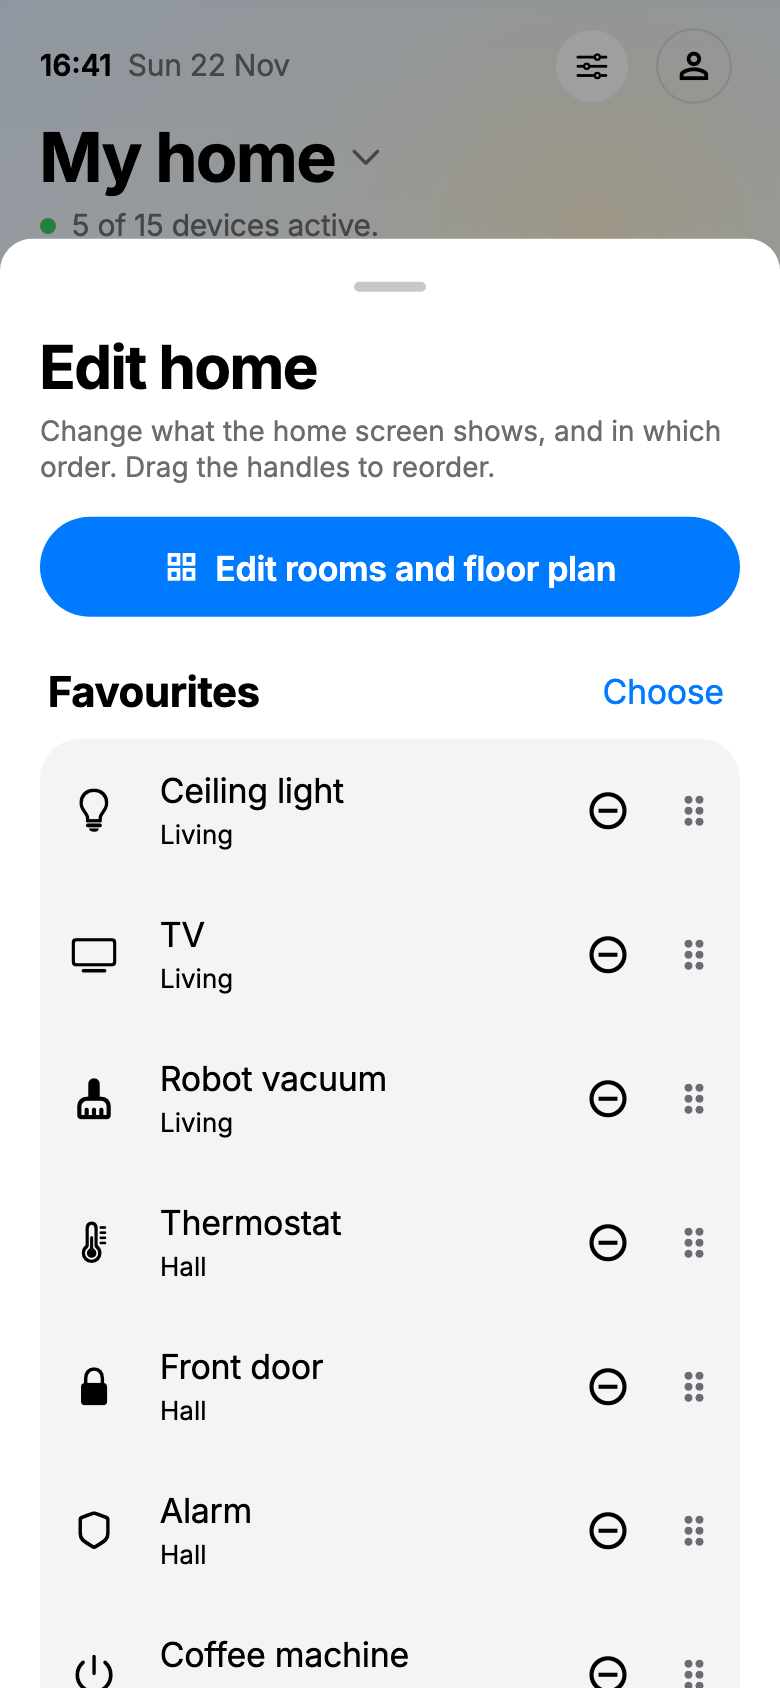 16:41 Sun 22 Nov
My home
5 of 15 devices active.
Edit home
Change what the home screen shows, and in which
order. Drag the handles to reorder.
Edit rooms and floor plan
Favourites
Choose
Ceiling light
Living
TV
Living
Robot vacuum
Living
Thermostat
Hall
Front door
Hall
Alarm
Hall
Coffee machine